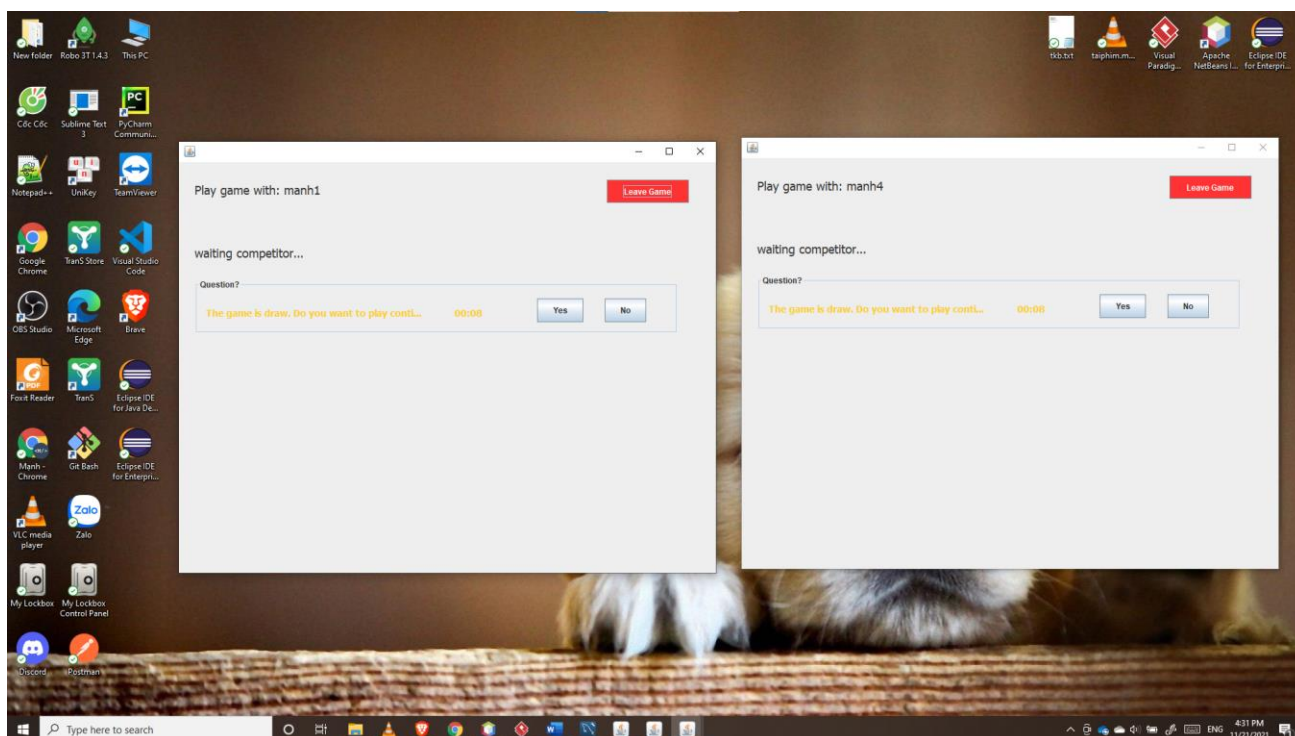 New folder
Robo 3T 1.4.3
This PC
Cốc Cốc
Sublime Text
3
PyCharm
Communi...
Notepad++
UniKey
TeamViewer
Google
Chrome
TranS Store
Visual Studio
Code
OBS Studio
Microsoft
Edge
Brave
Foxit Reader
TranS
Eclipse IDE
for Java De...
Manh -
Chrome
Git Bash
Eclipse IDE
for Enterpri...
VLC media
player
Zalo
My Lockbox
My Lockbox
Control Panel
Discord
Postman
tkb.txt
taiphim.m...
Visual
Paradig...
Apache
NetBeans I...
Eclipse IDE
for Enterpri...
Play game with: manh1
Leave Game
waiting competitor...
Question?
The game is draw. Do you want to play conti...
00:08
Yes
No
Play game with: manh4
Leave Game
waiting competitor...
Question?
The game is draw. Do you want to play conti...
00:08
Yes
No
Type here to search
ENG
4:31 PM
11/21/2021